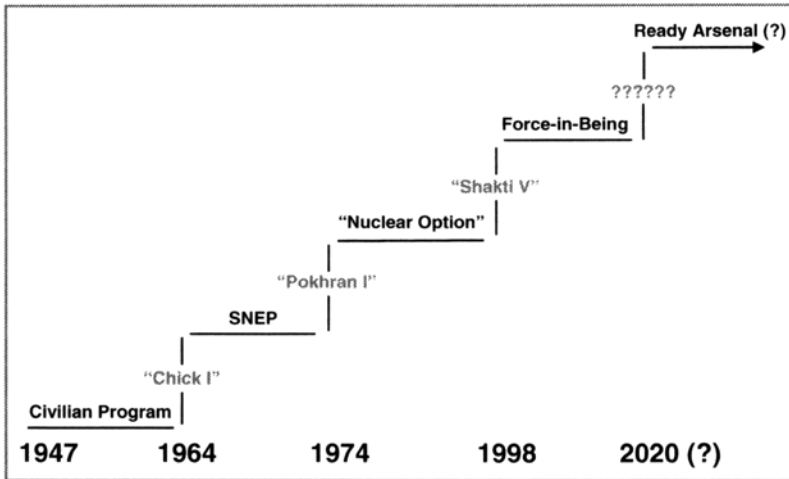 Ready Arsenal (?)
??????
Force-in-Being
“Shakti V”
“Nuclear Option”
“Pokhran I”
SNEP
“Chick I”
Civilian Program
1947 1964 1974 1998 2020 (?)